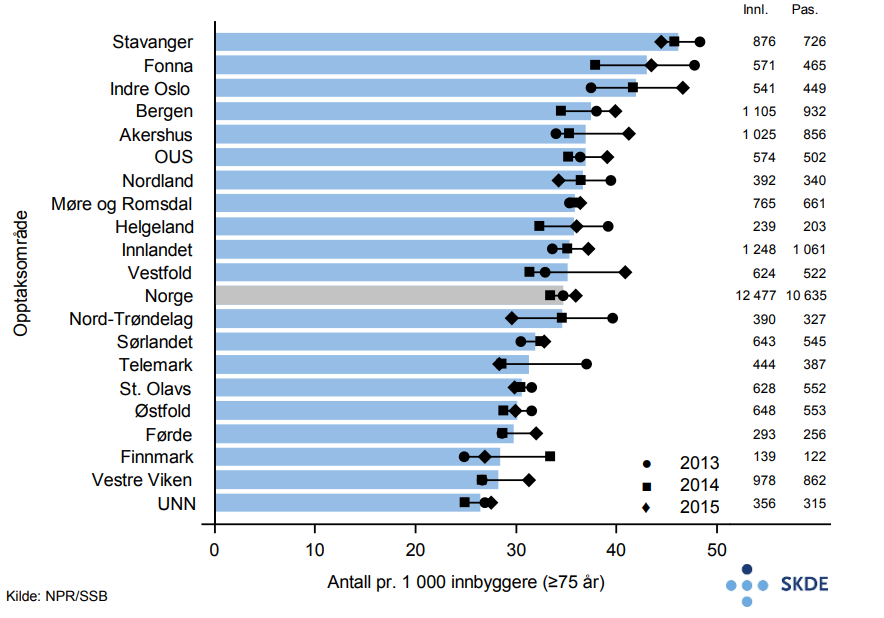 Innl. Pas.
Stavanger 876 726
Fonna 571 465
Indre Oslo 541 449
Bergen 1 105 932
Akershus 1 025 856
OUS 574 502
Nordland 392 340
Møre og Romsdal 765 661
Helgeland 239 203
Innlandet 1 248 1 061
Vestfold 624 522
Norge 12 477 10 635
Nord-Trøndelag 390 327
Sørlandet 643 545
Telemark 444 387
St. Olavs 628 552
Østfold 648 553
Førde 293 256
Finnmark 139 122
Vestre Viken 978 862
UNN 356 315
Opptaksområde
2013
2014
2015
0 10 20 30 40 50
Antall pr. 1 000 innbyggere (≥75 år)
Kilde: NPR/SSB
SKDE